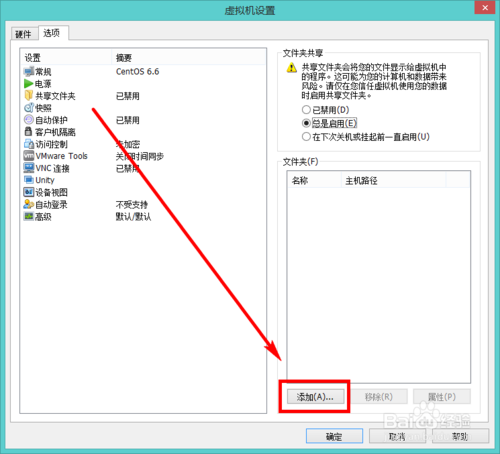 虚拟机设置
硬件 选项
设置 摘要
常规 CentOS 6.6
电源
共享文件夹 已禁用
快照
自动保护 已禁用
客户机隔离
访问控制 未加密
VMware Tools 关闭时间同步
VNC 连接 已禁用
Unity
设备视图
自动登录 不受支持
高级 默认/默认
文件夹共享
共享文件夹会将您的文件显示给虚拟机中
的程序。这可能为您的计算机和数据带来
风险。请仅在您信任虚拟机使用您的数据
时启用共享文件夹。
已禁用(D)
总是启用(E)
在下次关机或挂起前一直启用(U)
文件夹(F)
名称 主机路径
添加(A)... 移除(R) 属性(P)
Baidu经验
确定 取消 帮助